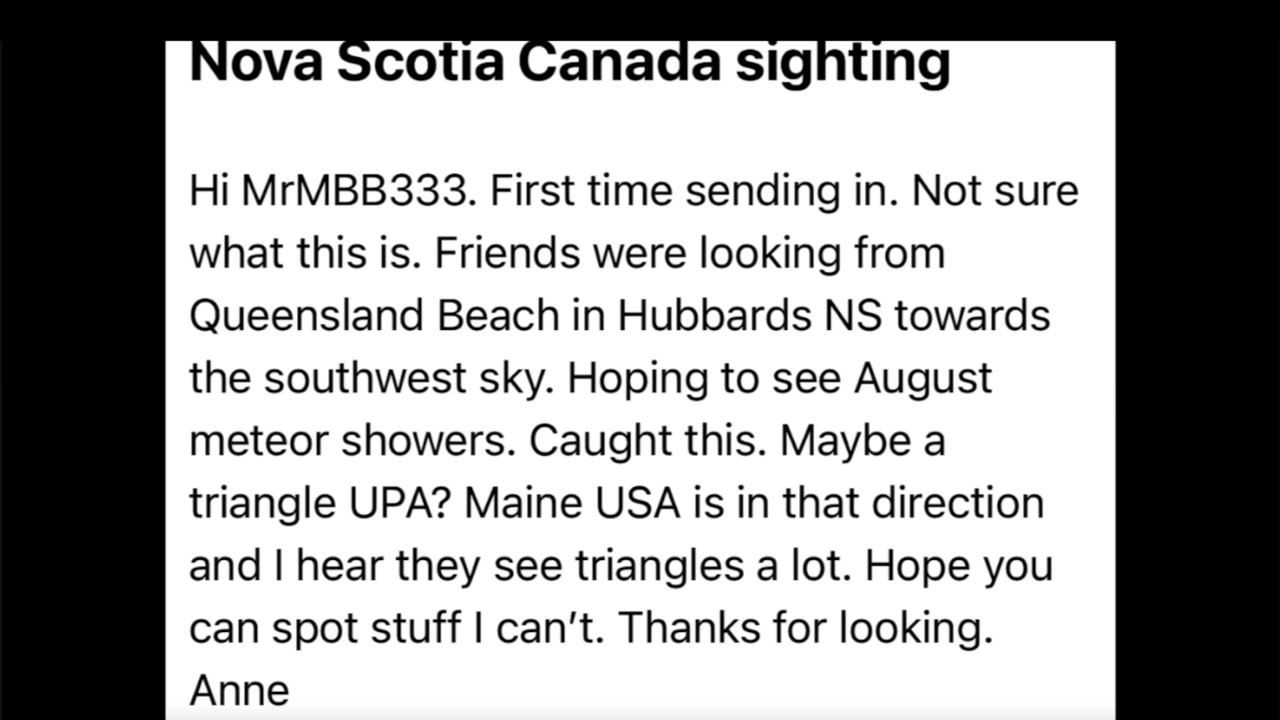 Nova Scotia Canada sighting
Hi MrMBB333. First time sending in. Not sure
what this is. Friends were looking from
Queensland Beach in Hubbards NS towards
the southwest sky. Hoping to see August
meteor showers. Caught this. Maybe a
triangle UPA? Maine USA is in that direction
and I hear they see triangles a lot. Hope you
can spot stuff I can’t. Thanks for looking.
Anne